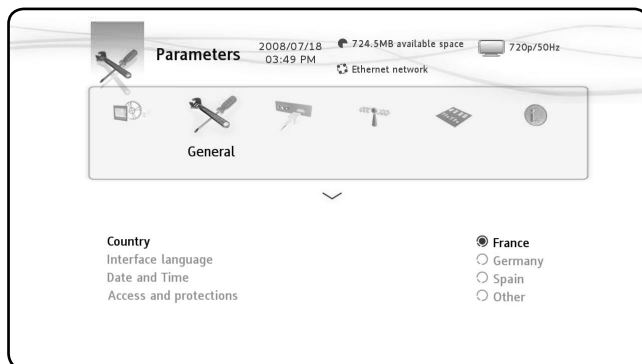 Parameters
2008/07/18
03:49 PM
724.5MB available space
Ethernet network
720p/50Hz
General
Country
Interface language
Date and Time
Access and protections
France
Germany
Spain
Other